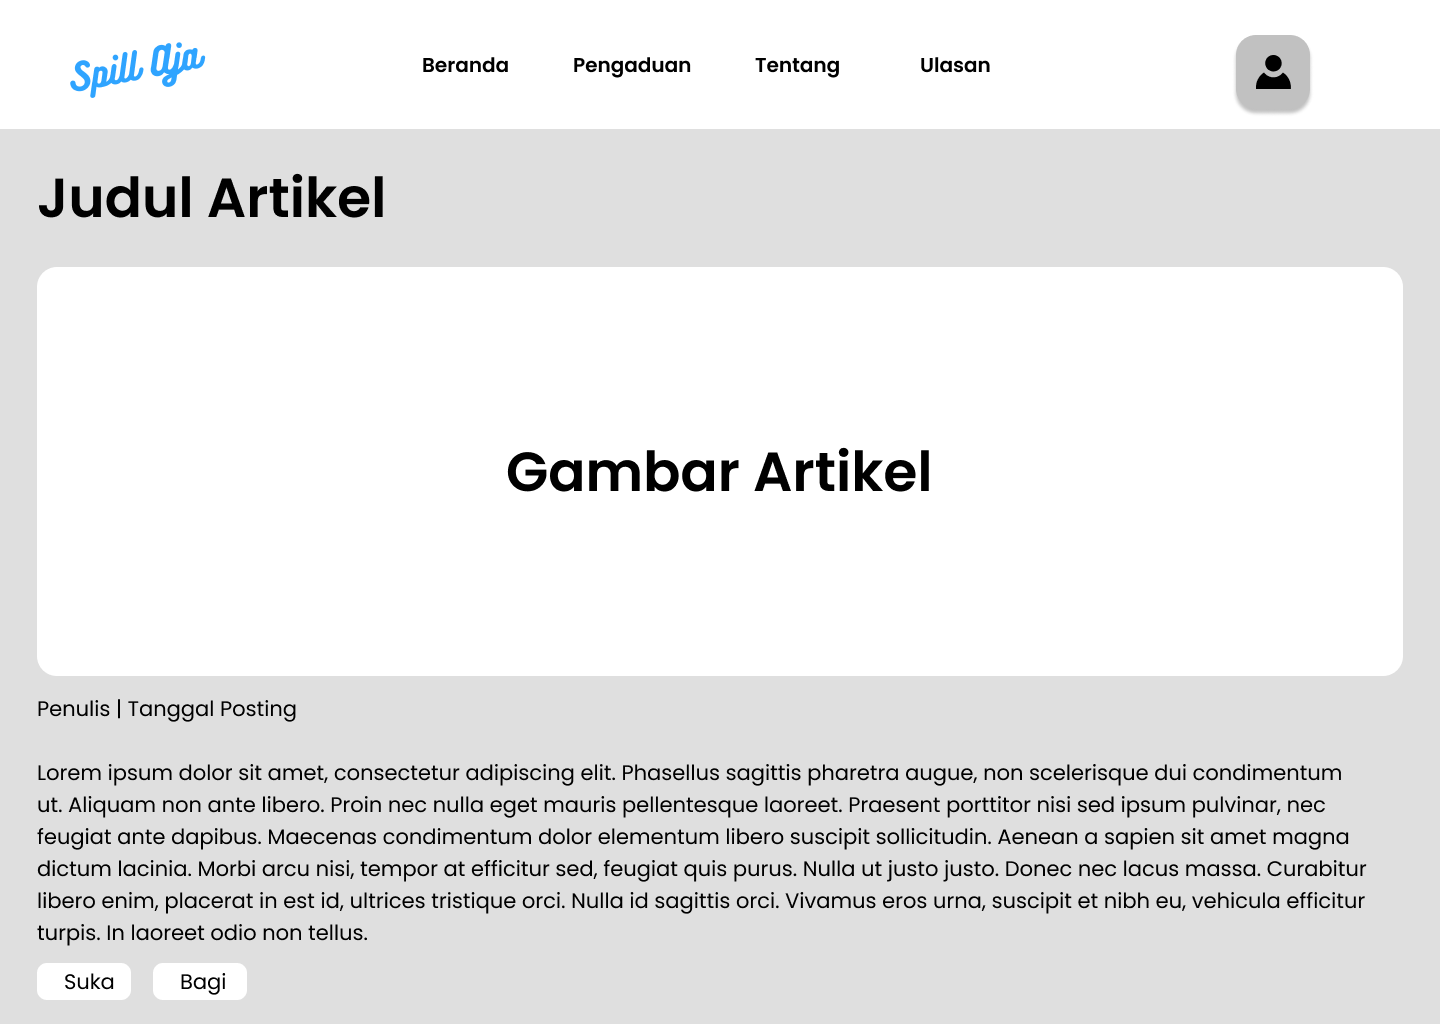 Spill Aja
Beranda
Pengaduan
Tentang
Ulasan
Judul Artikel
Gambar Artikel
Penulis | Tanggal Posting
Lorem ipsum dolor sit amet, consectetur adipiscing elit. Phasellus sagittis pharetra augue, non scelerisque dui condimentum
ut. Aliquam non ante libero. Proin nec nulla eget mauris pellentesque laoreet. Praesent porttitor nisi sed ipsum pulvinar, nec
feugiat ante dapibus. Maecenas condimentum dolor elementum libero suscipit sollicitudin. Aenean a sapien sit amet magna
dictum lacinia. Morbi arcu nisi, tempor at efficitur sed, feugiat quis purus. Nulla ut justo justo. Donec nec lacus massa. Curabitur
libero enim, placerat in est id, ultrices tristique orci. Nulla id sagittis orci. Vivamus eros urna, suscipit et nibh eu, vehicula efficitur
turpis. In laoreet odio non tellus.
Suka
Bagi